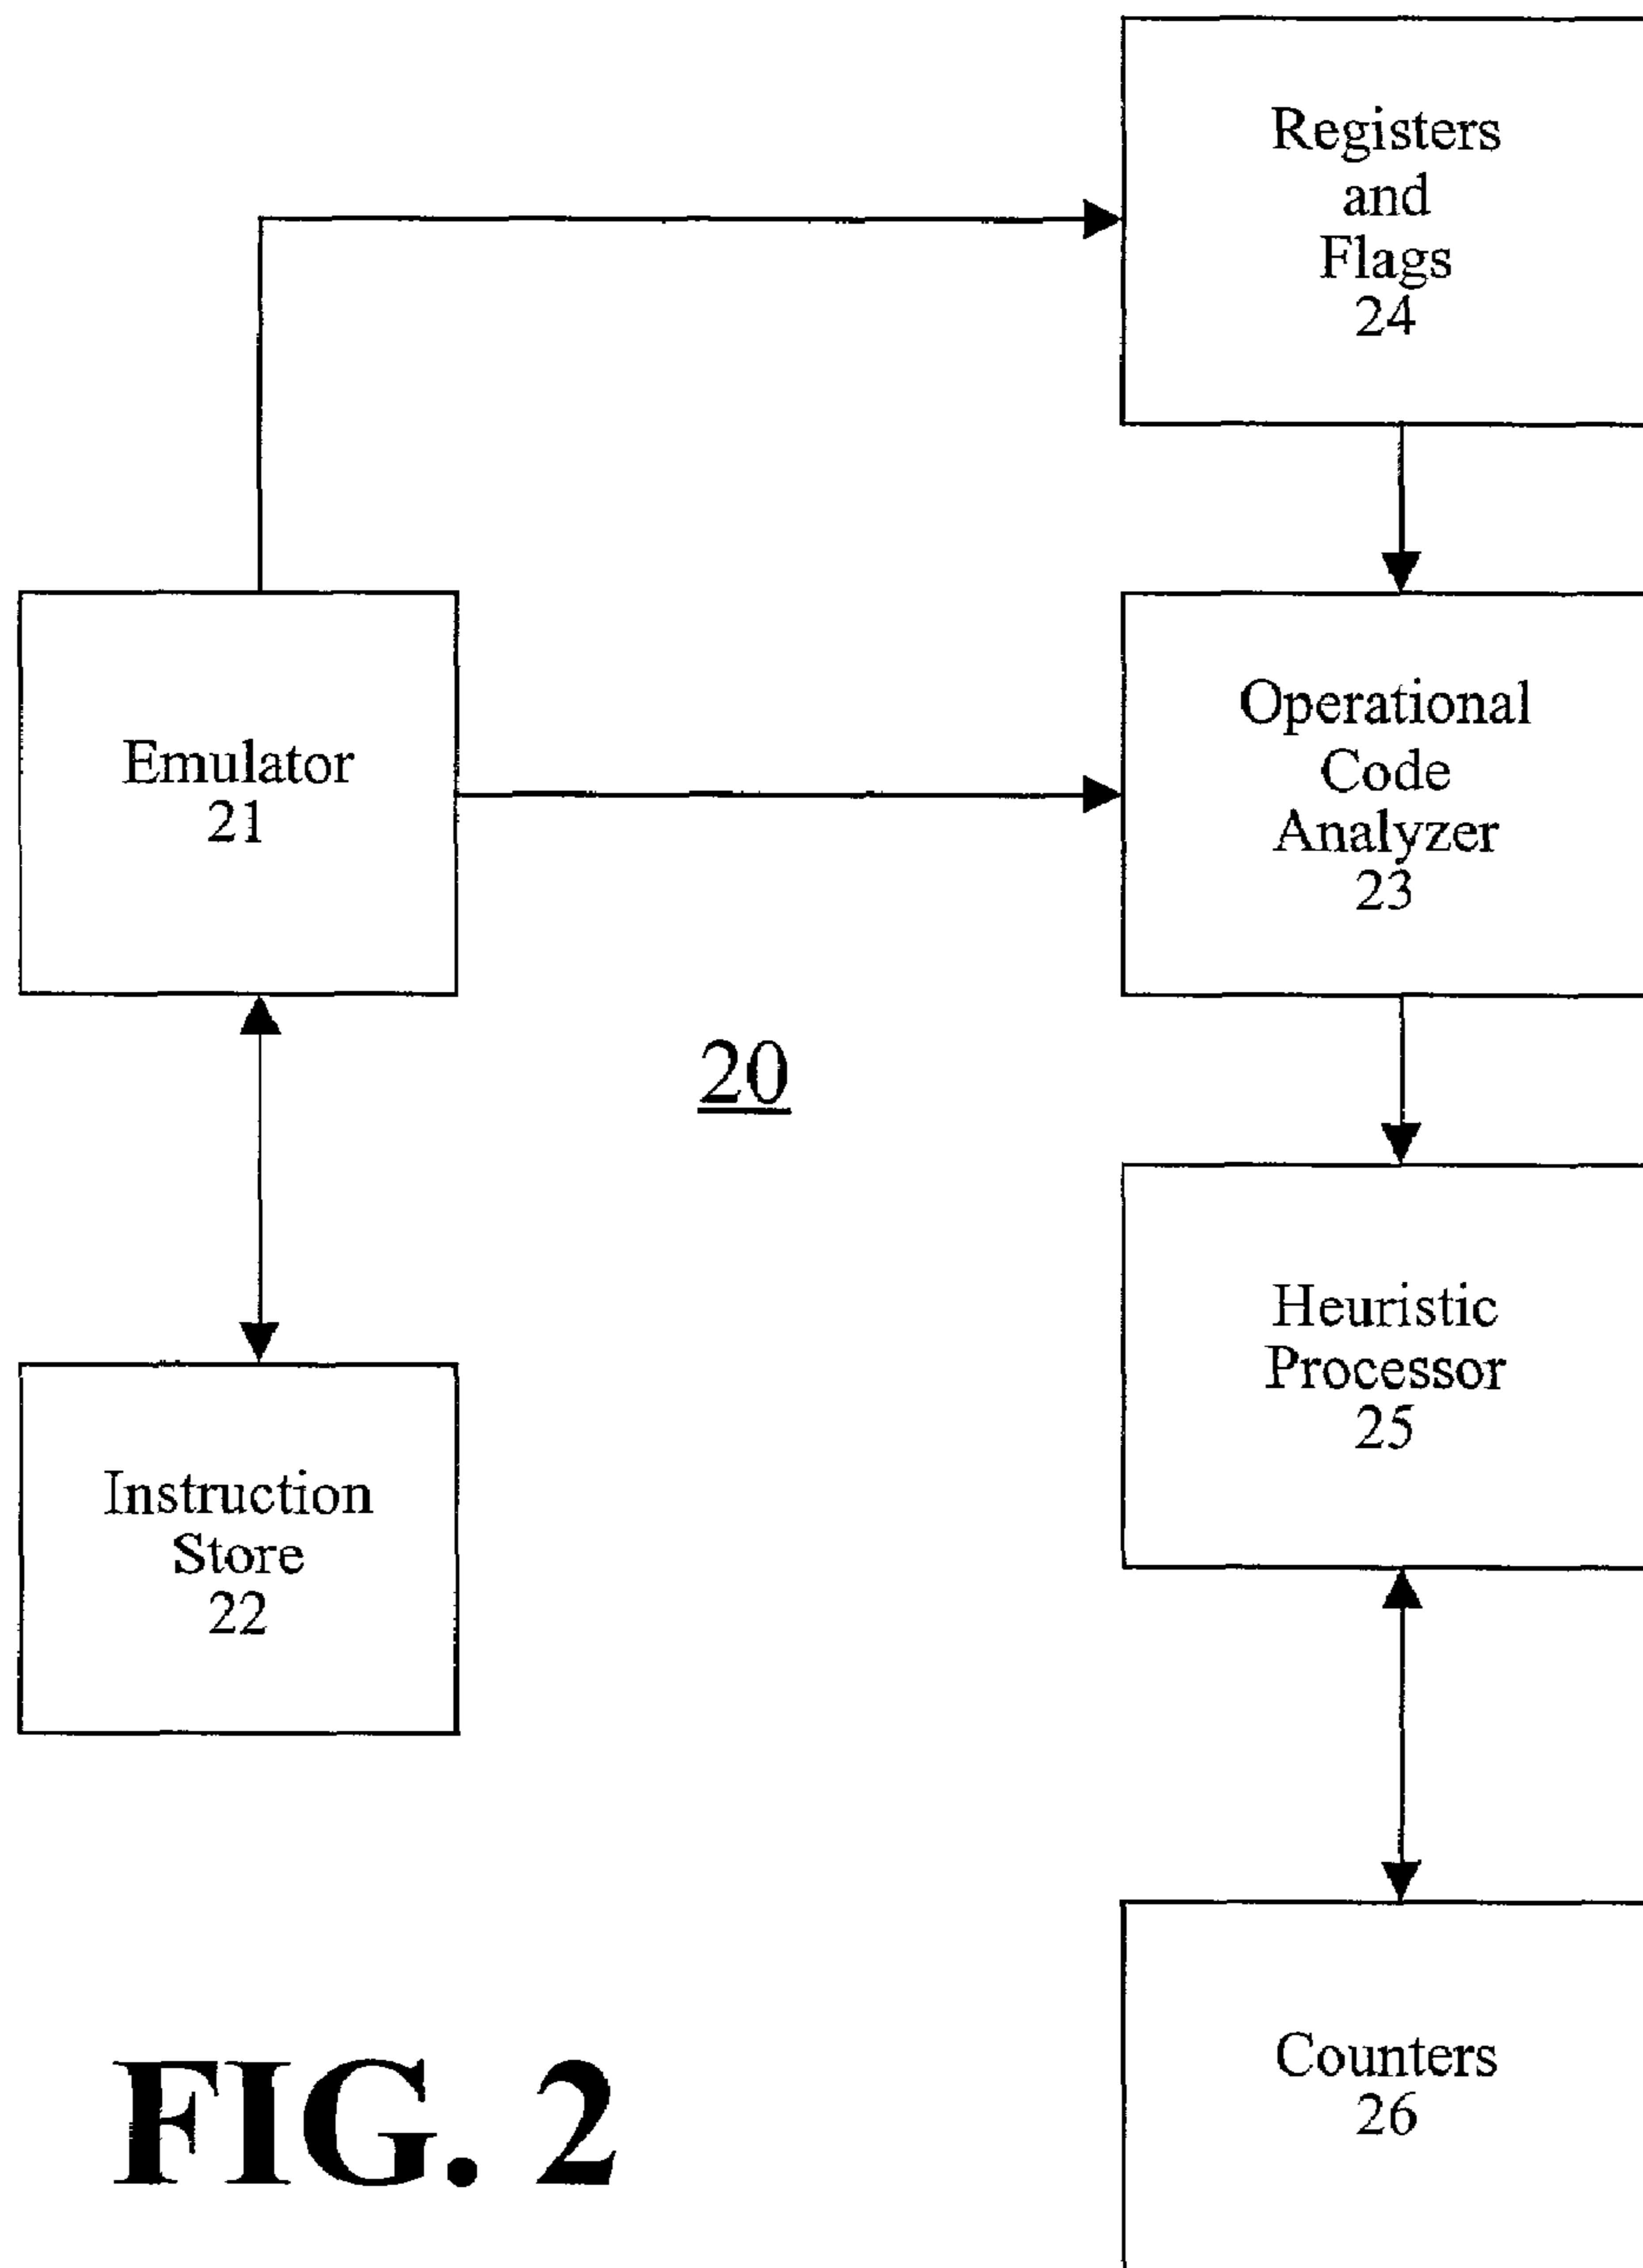 Registers
and
Flags
24
Emulator
21
Operational
Code
Analyzer
23
20
Heuristic
Processor
25
Instruction
Store
22
Counters
26
FIG. 2